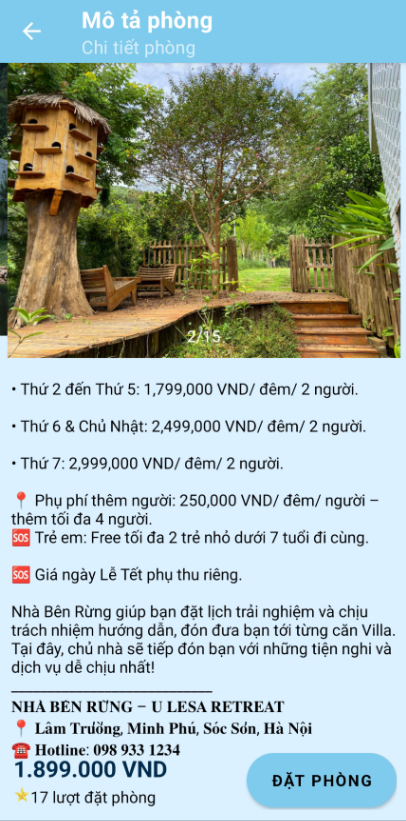 Mô tả phòng
Chi tiết phòng
2/15
• Thứ 2 đến Thứ 5: 1,799,000 VND/ đêm/ 2 người.
• Thứ 6 & Chủ Nhật: 2,499,000 VND/ đêm/ 2 người.
• Thứ 7: 2,999,000 VND/ đêm/ 2 người.
📍 Phụ phí thêm người: 250,000 VND/ đêm/ người –
thêm tối đa 4 người.
🆘 Trẻ em: Free tối đa 2 trẻ nhỏ dưới 7 tuổi đi cùng.
🆘 Giá ngày Lễ Tết phụ thu riêng.
Nhà Bên Rừng giúp bạn đặt lịch trải nghiệm và chịu
trách nhiệm hướng dẫn, đón đưa bạn tới từng căn Villa.
Tại đây, chủ nhà sẽ tiếp đón bạn với những tiện nghi và
dịch vụ dễ chịu nhất!
NHÀ BÊN RỪNG – U LESA RETREAT
📍 Lâm Trường, Minh Phú, Sóc Sơn, Hà Nội
☎️ Hotline: 098 933 1234
1.899.000 VND
ĐẶT PHÒNG
⭐17 lượt đặt phòng